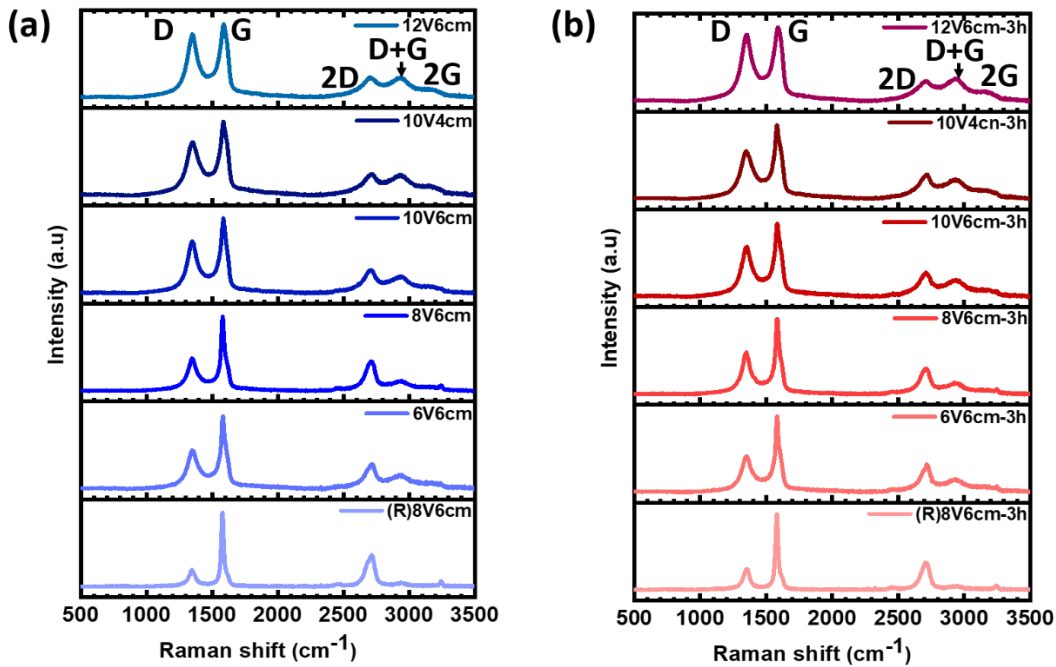 (a)
12V6cm
D
G
2D
D+G
2G
10V4cm
10V6cm
8V6cm
6V6cm
(R)8V6cm
Intensity (a.u)
500 1000 1500 2000 2500 3000 3500
Raman shift (cm-1)
(b)
12V6cm-3h
D
G
2D
D+G
2G
10V4cn-3h
10V6cm-3h
8V6cm-3h
6V6cm-3h
(R)8V6cm-3h
Intensity (a.u)
500 1000 1500 2000 2500 3000 3500
Raman shift (cm-1)